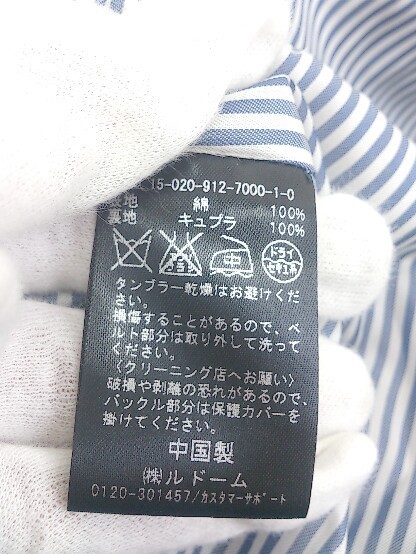 15-020-912-7000-1-0
表地 綿 100%
裏地 キュプラ 100%
ドライ
セキユ系
タンブラー乾燥はお避けくだ
さい。
損傷することがあるので、ベ
ルト部分は取り外して洗って
ください。
〈クリーニング店へお願い〉
破損や剥離の恐れがあるので、
バックル部分は保護カバーを
掛けてください。
中国製
(株)ルドーム
0120-301457/カスタマーサポート